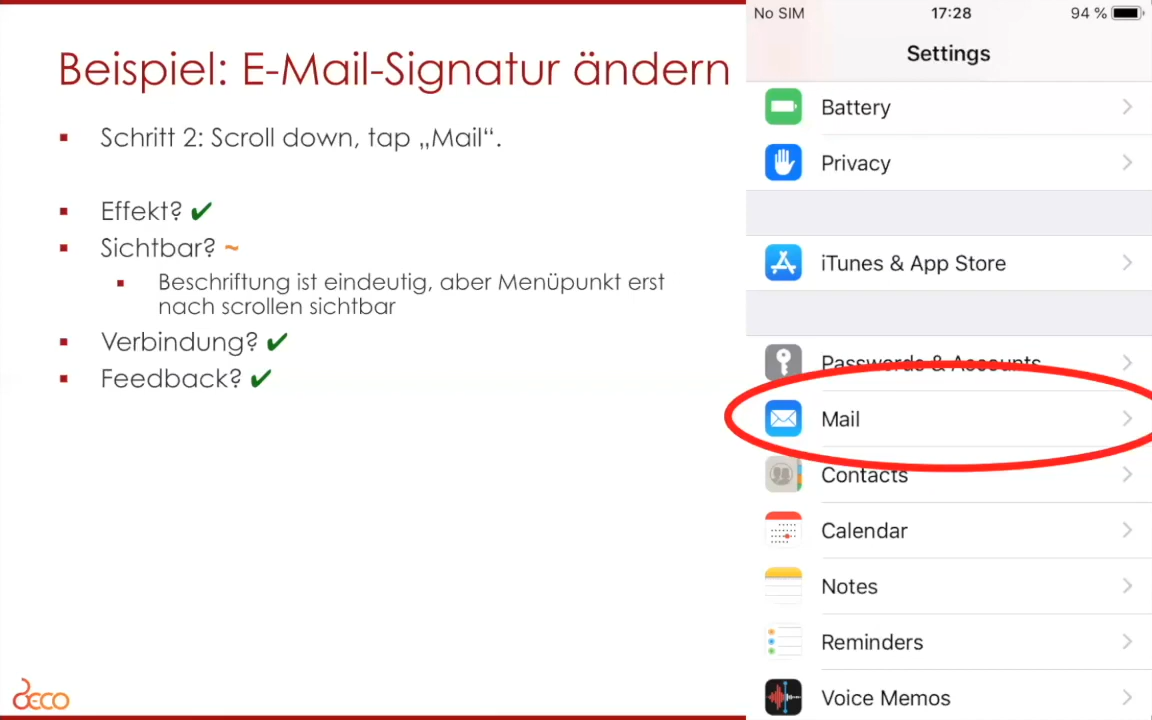 Beispiel: E-Mail-Signatur ändern
Schritt 2: Scroll down, tap „Mail“.
Effekt? ✔
Sichtbar? ~
Beschriftung ist eindeutig, aber Menüpunkt erst
nach scrollen sichtbar
Verbindung? ✔
Feedback? ✔
DECO
No SIM 17:28 94 %
Settings
Battery
Privacy
iTunes & App Store
Passwords & Accounts
Mail
Contacts
Calendar
Notes
Reminders
Voice Memos